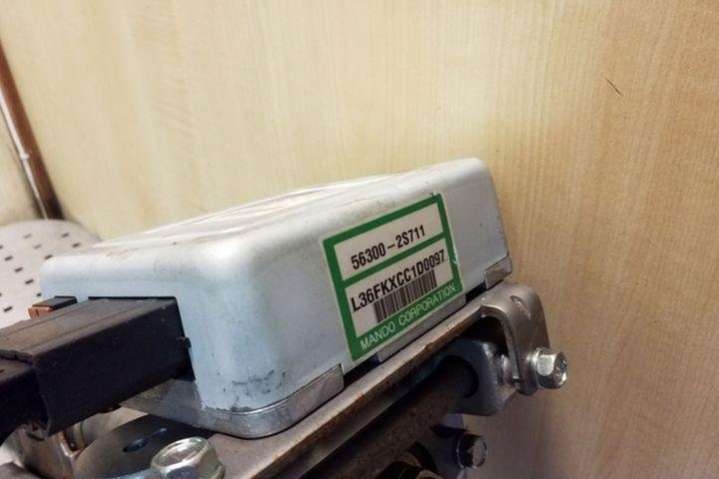 56300-2S711
L36FKXCC1D0097
MANDO CORPORATION